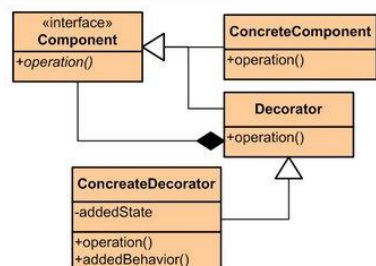 «interface»
Component
+operation()
ConcreteComponent
+operation()
Decorator
+operation()
ConcreateDecorator
-addedState
+operation()
+addedBehavior()